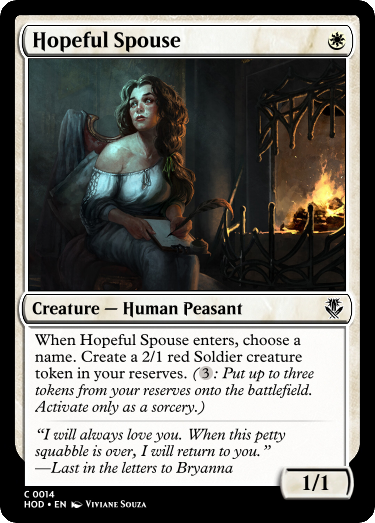 Hopeful Spouse
Creature — Human Peasant
When Hopeful Spouse enters, choose a
name. Create a 2/1 red Soldier creature
token in your reserves. (3: Put up to three
tokens from your reserves onto the battlefield.
Activate only as a sorcery.)
“I will always love you. When this petty
squabble is over, I will return to you.”
—Last in the letters to Bryanna
1/1
C 0014
HOD • EN Viviane Souza